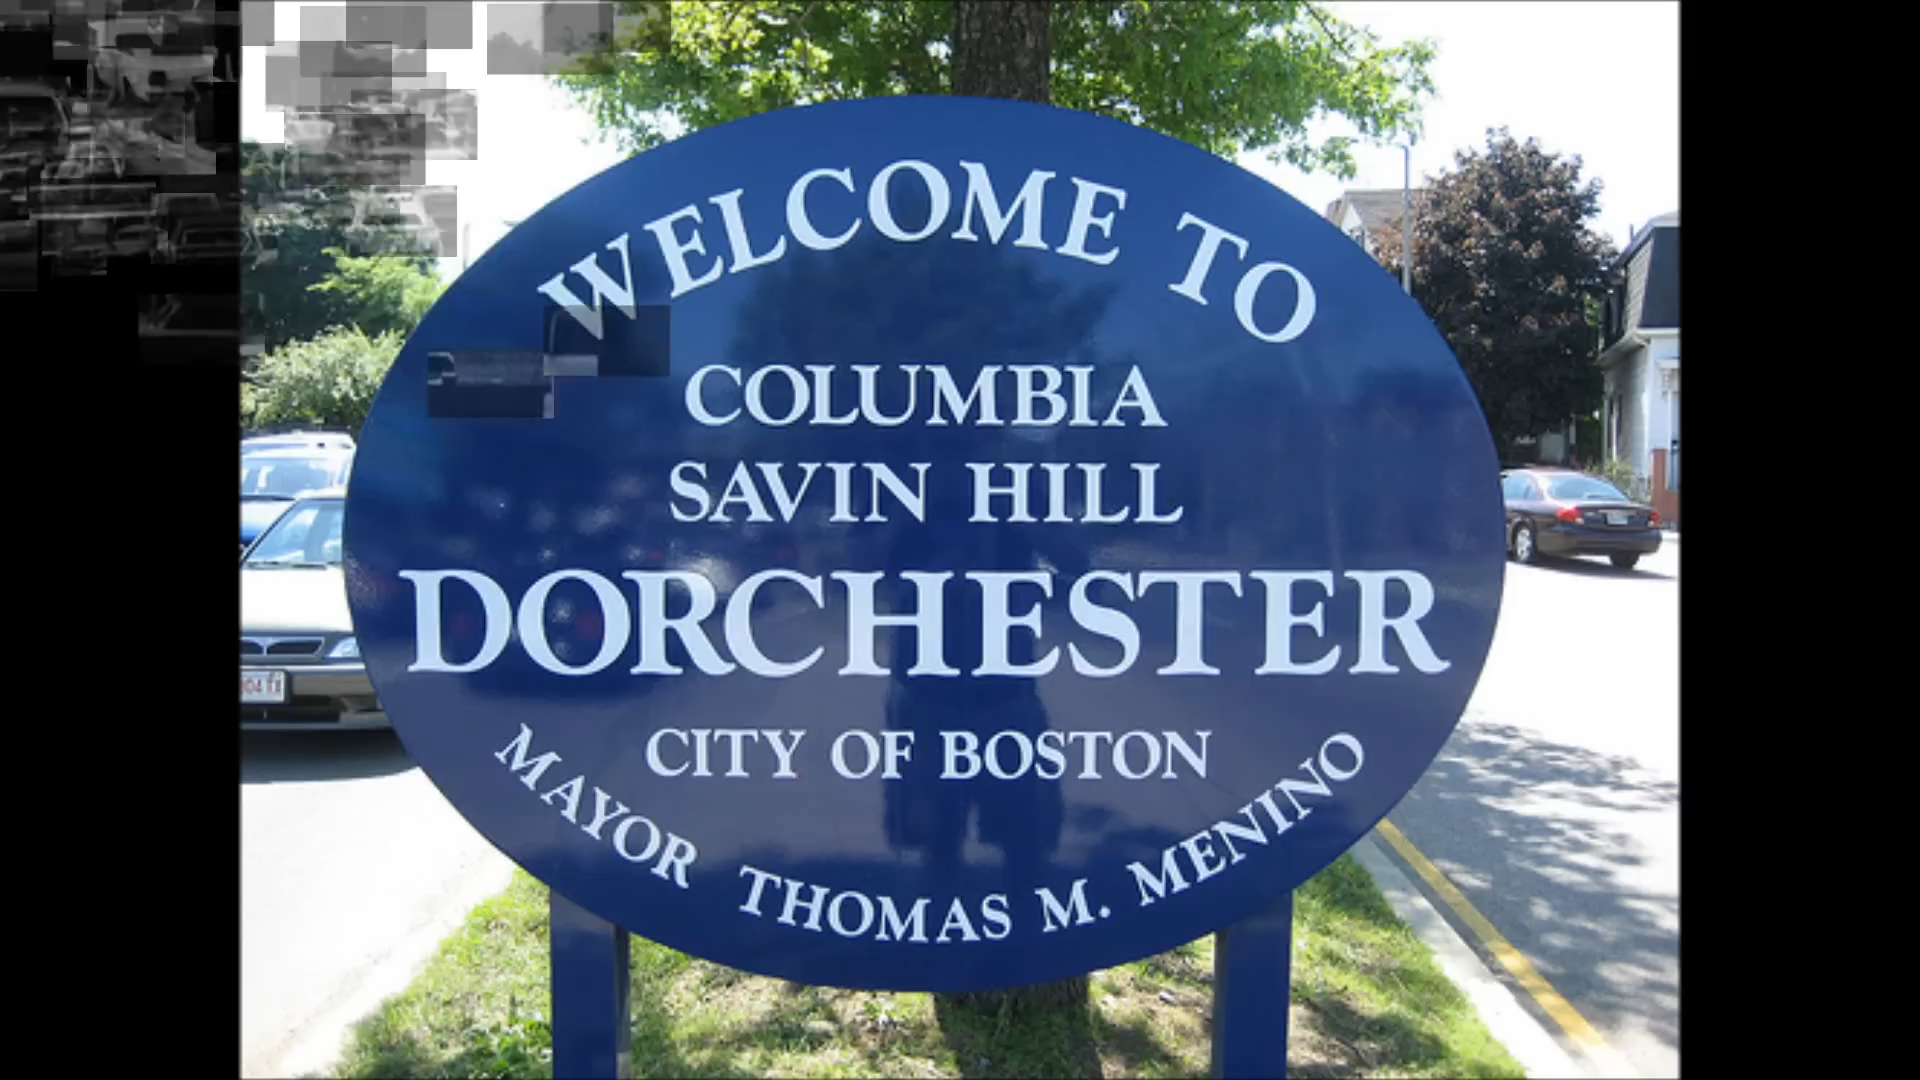 WELCOME TO
COLUMBIA
SAVIN HILL
DORCHESTER
CITY OF BOSTON
MAYOR THOMAS M. MENINO